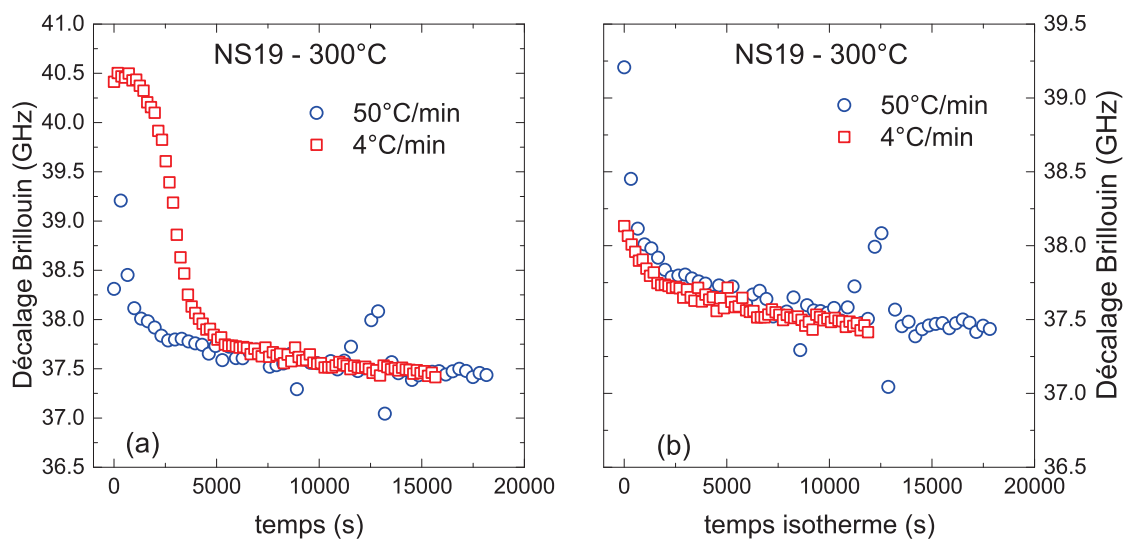 NS19 - 300°C
50°C/min
4°C/min
41.0
40.5
40.0
39.5
39.0
38.5
38.0
37.5
37.0
36.5
Décalage Brillouin (GHz)
(a)
0
5000
10000
15000
20000
temps (s)
NS19 - 300°C
50°C/min
4°C/min
39.5
39.0
38.5
38.0
37.5
37.0
36.5
Décalage Brillouin (GHz)
(b)
0
5000
10000
15000
20000
temps isotherme (s)